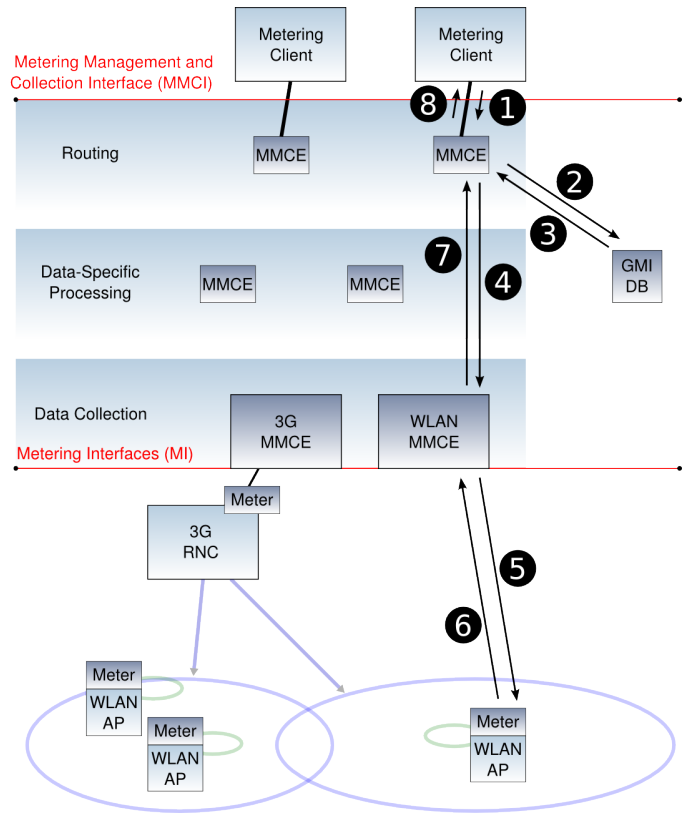 Metering
Client
Metering
Client
Metering Management and
Collection Interface (MMCI)
8
1
Routing
MMCE
MMCE
2
3
7
4
GMI
DB
Data-Specific
Processing
MMCE
MMCE
Data Collection
3G
MMCE
WLAN
MMCE
Metering Interfaces (MI)
Meter
3G
RNC
5
6
Meter
WLAN
AP
Meter
WLAN
AP
Meter
WLAN
AP